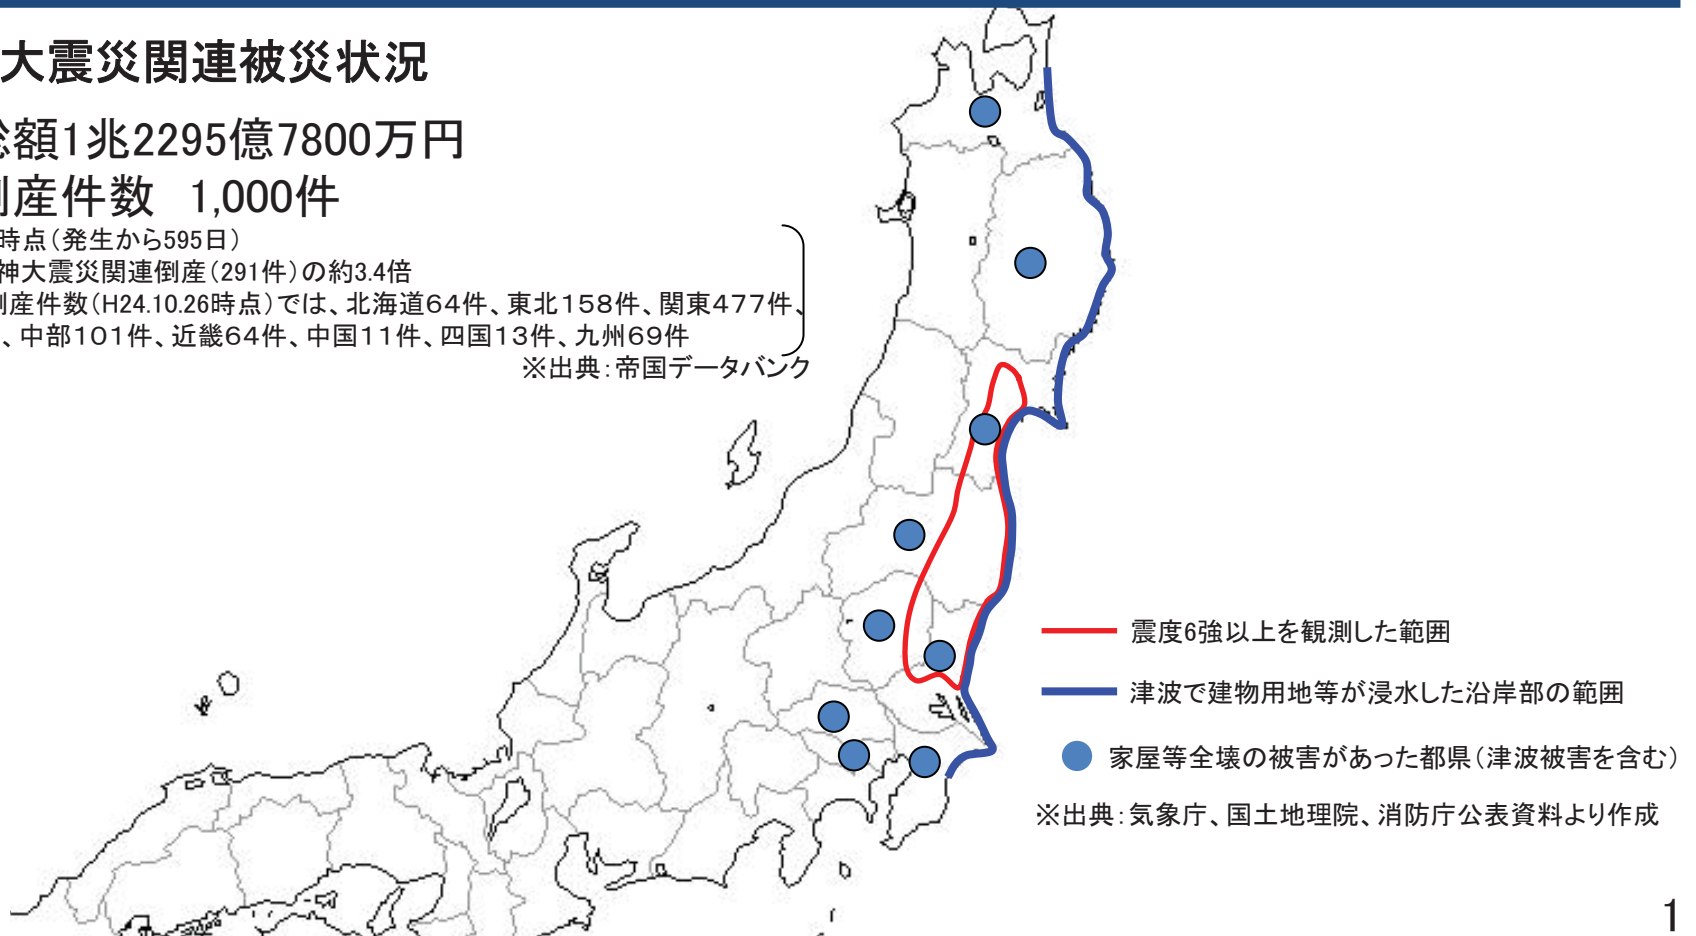 大震災関連被災状況
総額1兆2295億7800万円
倒産件数　1,000件
時点（発生から595日）
神大震災関連倒産（291件）の約3.4倍
倒産件数（H24.10.26時点）では、北海道64件、東北158件、関東477件、
、中部101件、近畿64件、中国11件、四国13件、九州69件
※出典：帝国データバンク
震度6強以上を観測した範囲
津波で建物用地等が浸水した沿岸部の範囲
家屋等全壊の被害があった都県（津波被害を含む）
※出典：気象庁、国土地理院、消防庁公表資料より作成
1